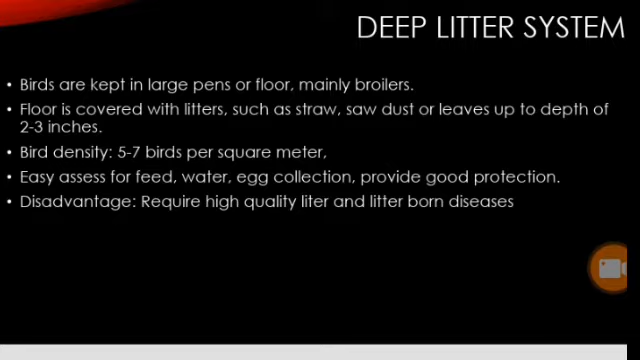 DEEP LITTER SYSTEM
• Birds are kept in large pens or floor, mainly broilers.
• Floor is covered with litters, such as straw, saw dust or leaves up to depth of
2-3 inches.
• Bird density: 5-7 birds per square meter,
• Easy assess for feed, water, egg collection, provide good protection.
• Disadvantage: Require high quality liter and litter born diseases